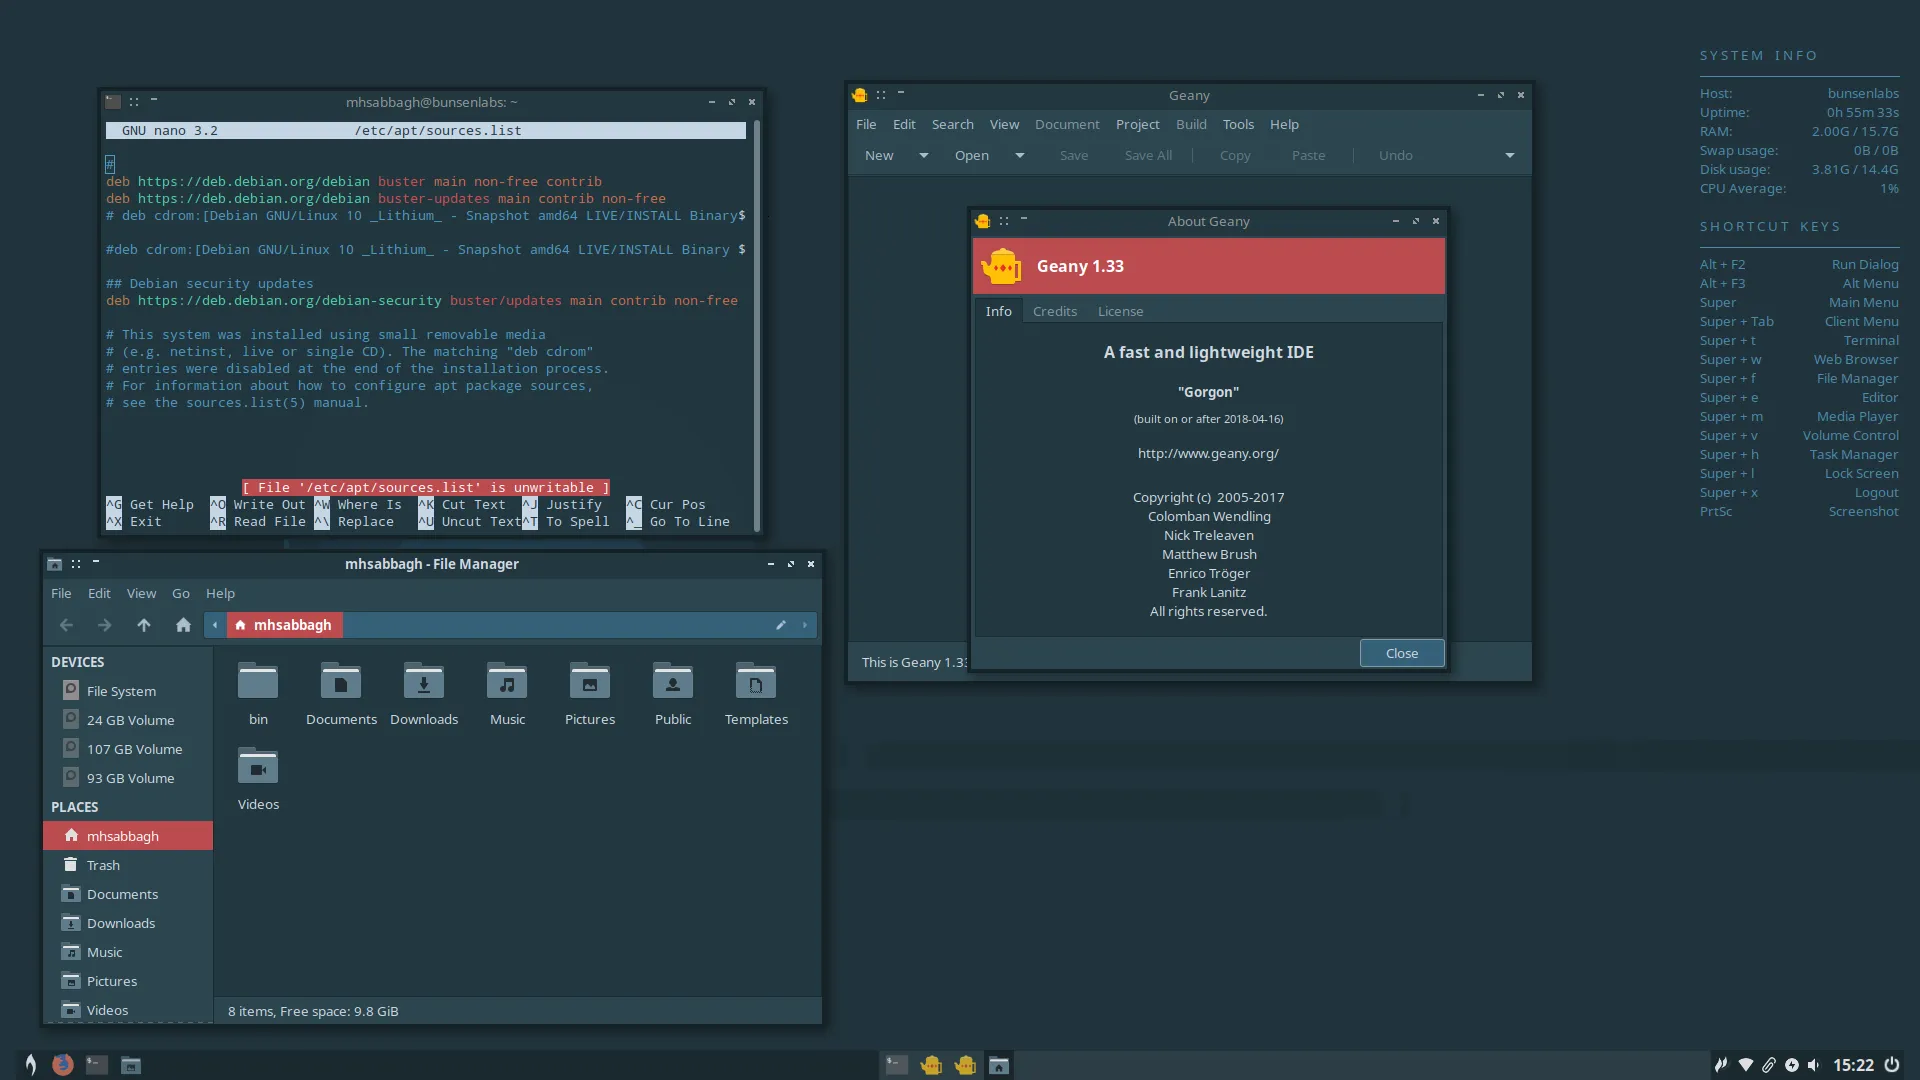 mhsabbagh@bunsenlabs: ~
GNU nano 3.2 /etc/apt/sources.list
#
deb https://deb.debian.org/debian buster main non-free contrib
deb https://deb.debian.org/debian buster-updates main contrib non-free
# deb cdrom:[Debian GNU/Linux 10 _Lithium_ - Snapshot amd64 LIVE/INSTALL Binary$
#deb cdrom:[Debian GNU/Linux 10 _Lithium_ - Snapshot amd64 LIVE/INSTALL Binary $
## Debian security updates
deb https://deb.debian.org/debian-security buster/updates main contrib non-free
# This system was installed using small removable media
# (e.g. netinst, live or single CD). The matching "deb cdrom"
# entries were disabled at the end of the installation process.
# For information about how to configure apt package sources,
# see the sources.list(5) manual.
[ File '/etc/apt/sources.list' is unwritable ]
^G Get Help ^O Write Out ^W Where Is ^K Cut Text ^J Justify ^C Cur Pos
^X Exit ^R Read File ^\ Replace ^U Uncut Text^T To Spell ^_ Go To Line
mhsabbagh - File Manager
File Edit View Go Help
mhsabbagh
DEVICES
File System
24 GB Volume
107 GB Volume
93 GB Volume
PLACES
mhsabbagh
Trash
Documents
Downloads
Music
Pictures
Videos
bin Documents Downloads Music Pictures Public Templates
Videos
8 items, Free space: 9.8 GiB
Geany
File Edit Search View Document Project Build Tools Help
New Open Save Save All Copy Paste Undo
This is Geany 1.33
About Geany
Geany 1.33
Info Credits License
A fast and lightweight IDE
"Gorgon"
(built on or after 2018-04-16)
http://www.geany.org/
Copyright (c) 2005-2017
Colomban Wendling
Nick Treleaven
Matthew Brush
Enrico Tröger
Frank Lanitz
All rights reserved.
Close
SYSTEM INFO
Host: bunsenlabs
Uptime: 0h 55m 33s
RAM: 2.00G / 15.7G
Swap usage: 0B / 0B
Disk usage: 3.81G / 14.4G
CPU Average: 1%
SHORTCUT KEYS
Alt + F2 Run Dialog
Alt + F3 Alt Menu
Super Main Menu
Super + Tab Client Menu
Super + t Terminal
Super + w Web Browser
Super + f File Manager
Super + e Editor
Super + m Media Player
Super + v Volume Control
Super + h Task Manager
Super + l Lock Screen
Super + x Logout
PrtSc Screenshot
15:22